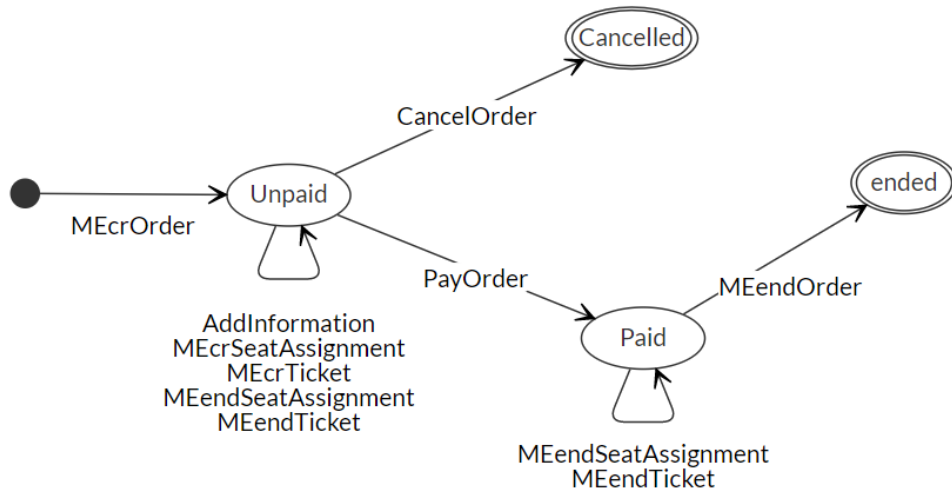 Cancelled
CancelOrder
Unpaid
ended
MEcrOrder
PayOrder
MEendOrder
AddInformation
MEcrSeatAssignment
MEcrTicket
MEendSeatAssignment
MEendTicket
Paid
MEendSeatAssignment
MEendTicket